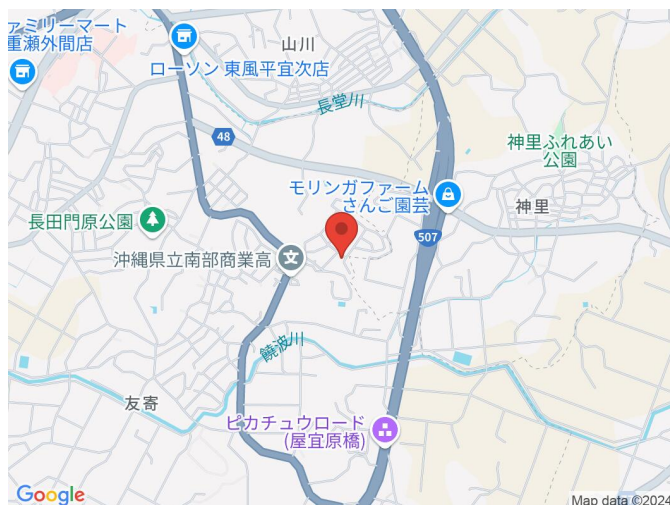 ァミリーマート
重瀬外間店
山川
ローソン 東風平宜次店
長堂川
48
神里ふれあい
公園
モリンガファーム
さんご園芸
神里
長田門原公園
507
沖縄県立南部商業高
文
饒波川
友寄
ピカチュウロード
(屋宜原橋)
Google
Map data ©2024